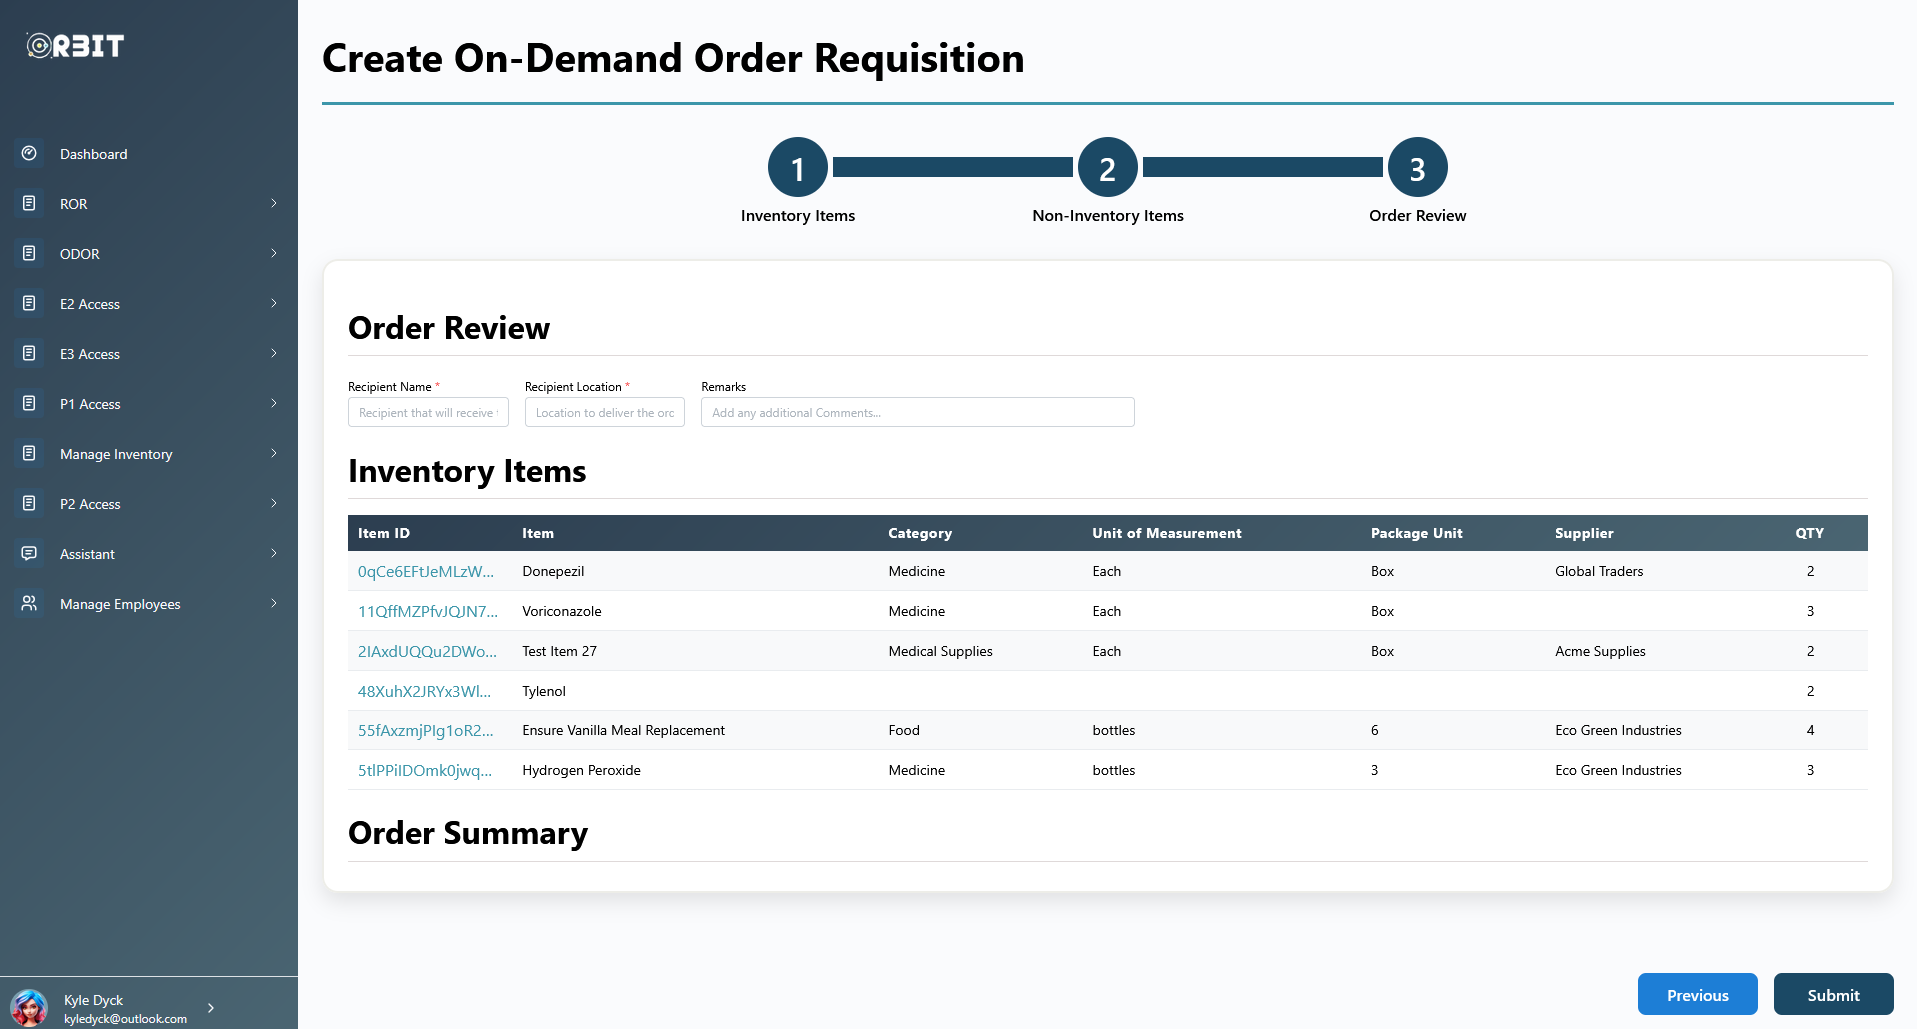 ORBIT
Create On-Demand Order Requisition
Dashboard
ROR
ODOR
E2 Access
E3 Access
P1 Access
Manage Inventory
P2 Access
Assistant
Manage Employees
Kyle Dyck
kyledyck@outlook.com
1 2 3
Inventory Items Non-Inventory Items Order Review
Order Review
Recipient Name * Recipient Location * Remarks
Recipient that will receive Location to deliver the orc Add any additional Comments...
Inventory Items
Item ID Item Category Unit of Measurement Package Unit Supplier QTY
0qCe6EFtJeMLzW... Donepezil Medicine Each Box Global Traders 2
11QffMZPfvJQJN7... Voriconazole Medicine Each Box 3
2IAxdUQQu2DWo... Test Item 27 Medical Supplies Each Box Acme Supplies 2
48XuhX2JRYx3Wl... Tylenol 2
55fAxzmjPIg1oR2... Ensure Vanilla Meal Replacement Food bottles 6 Eco Green Industries 4
5tlPPiIDOmk0jwq... Hydrogen Peroxide Medicine bottles 3 Eco Green Industries 3
Order Summary
Previous Submit